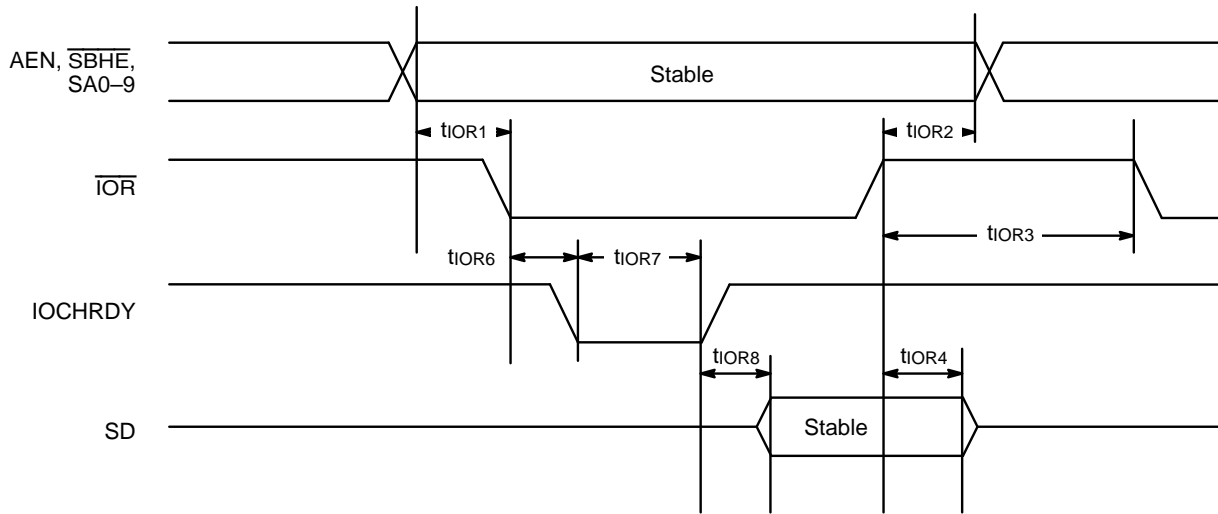 AEN, SBHE,
SA0–9
Stable
tIOR1
tIOR2
IOR
tIOR3
tIOR6
tIOR7
IOCHRDY
tIOR8
tIOR4
SD
Stable